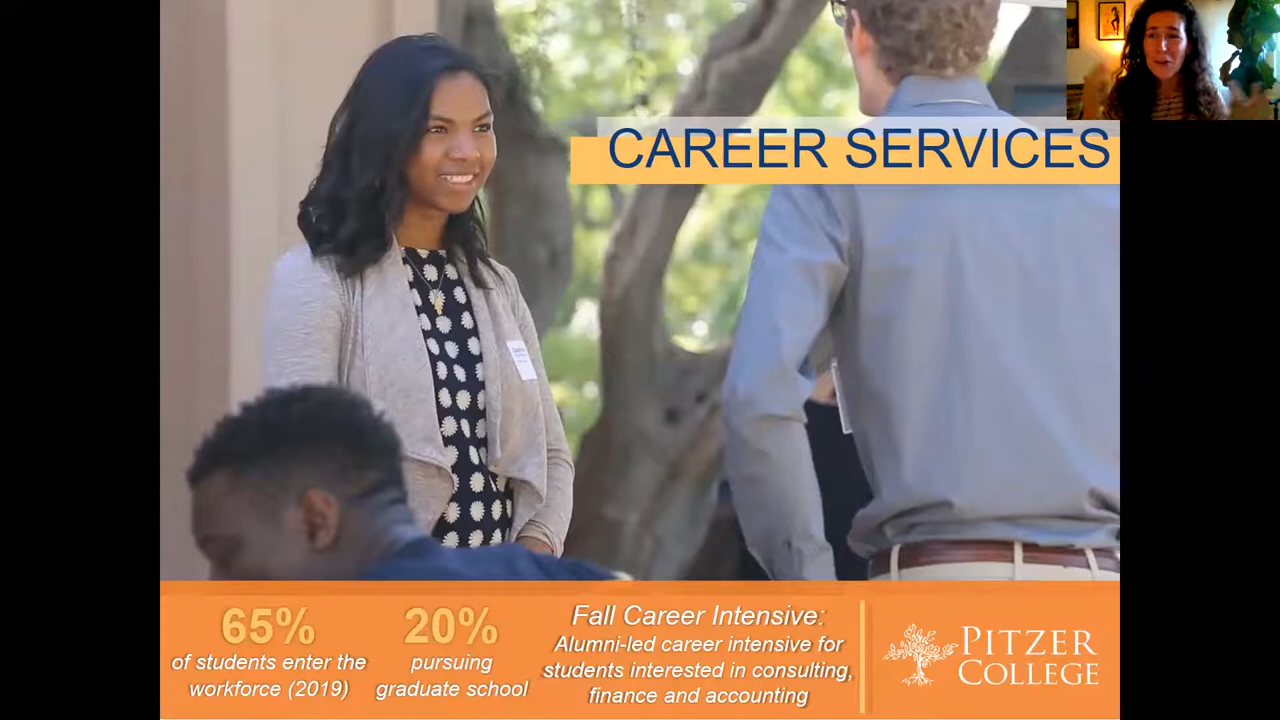 CAREER SERVICES
65%
of students enter the
workforce (2019)
20%
pursuing
graduate school
Fall Career Intensive:
Alumni-led career intensive for
students interested in consulting,
finance and accounting
PITZER
COLLEGE